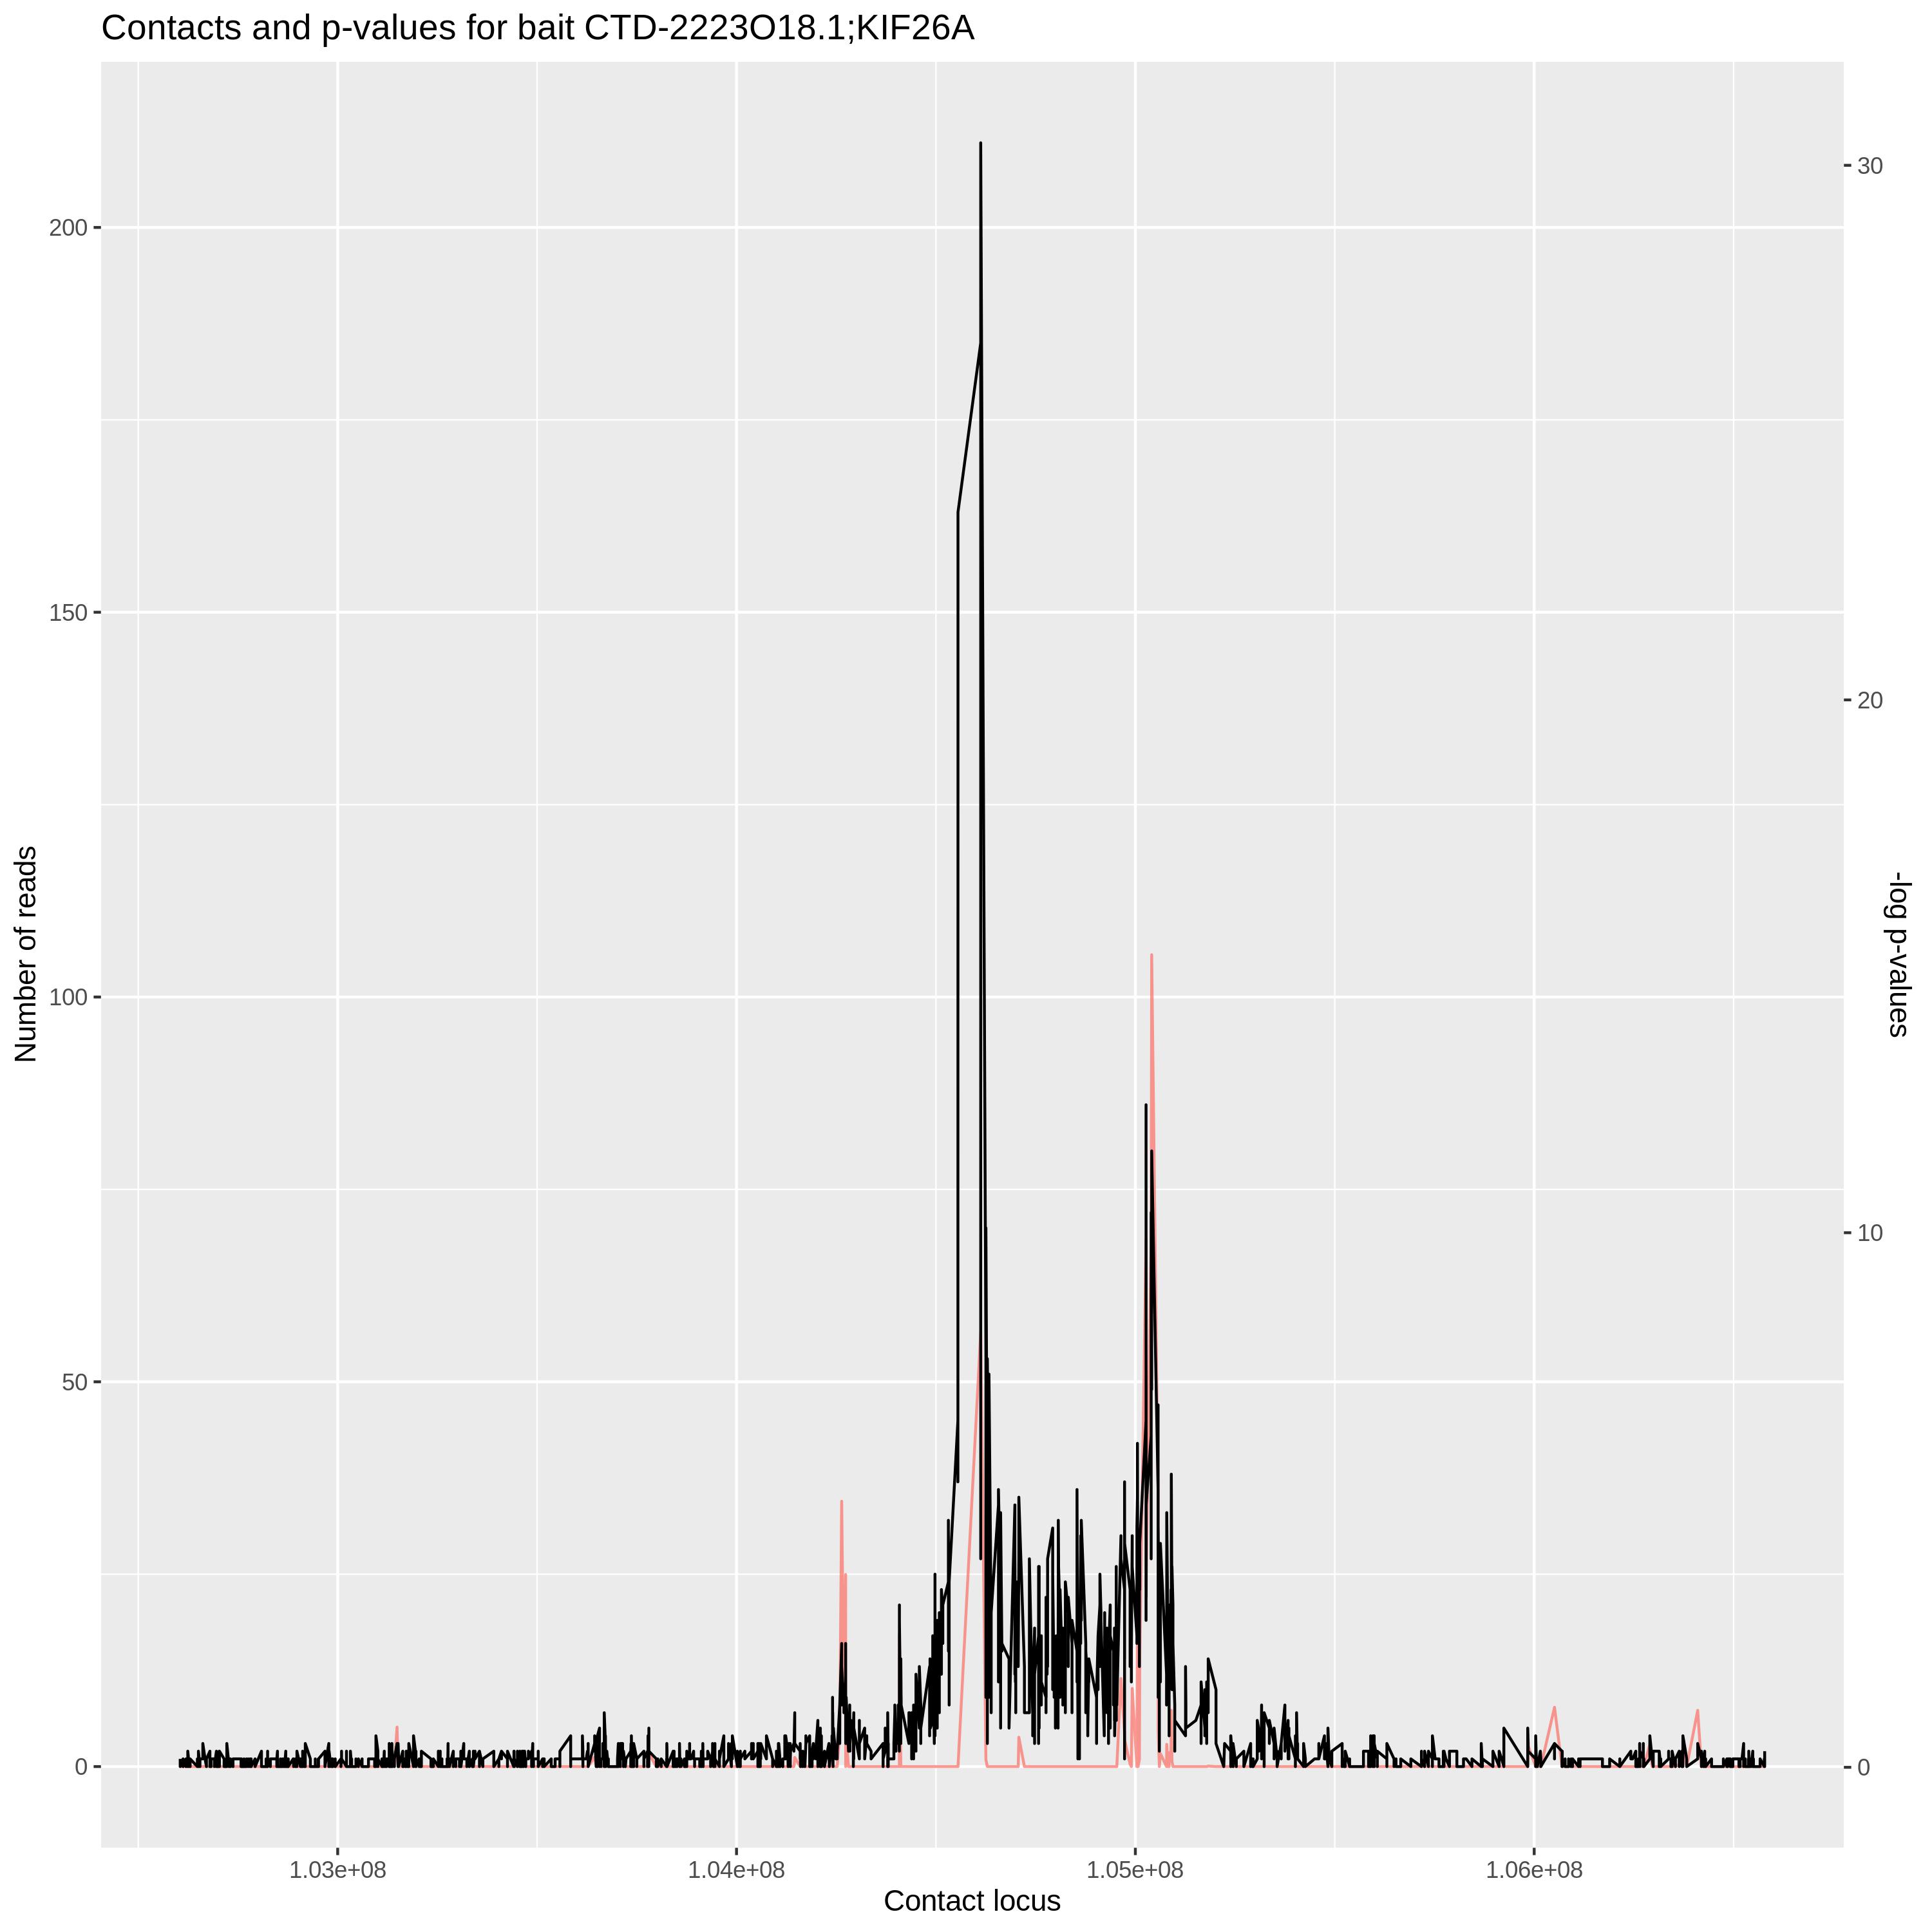 Contacts and p-values for bait CTD-2223O18.1;KIF26A
Number of reads
200
150
100
50
0
30
20
10
0
-log p-values
1.03e+08
1.04e+08
1.05e+08
1.06e+08
Contact locus